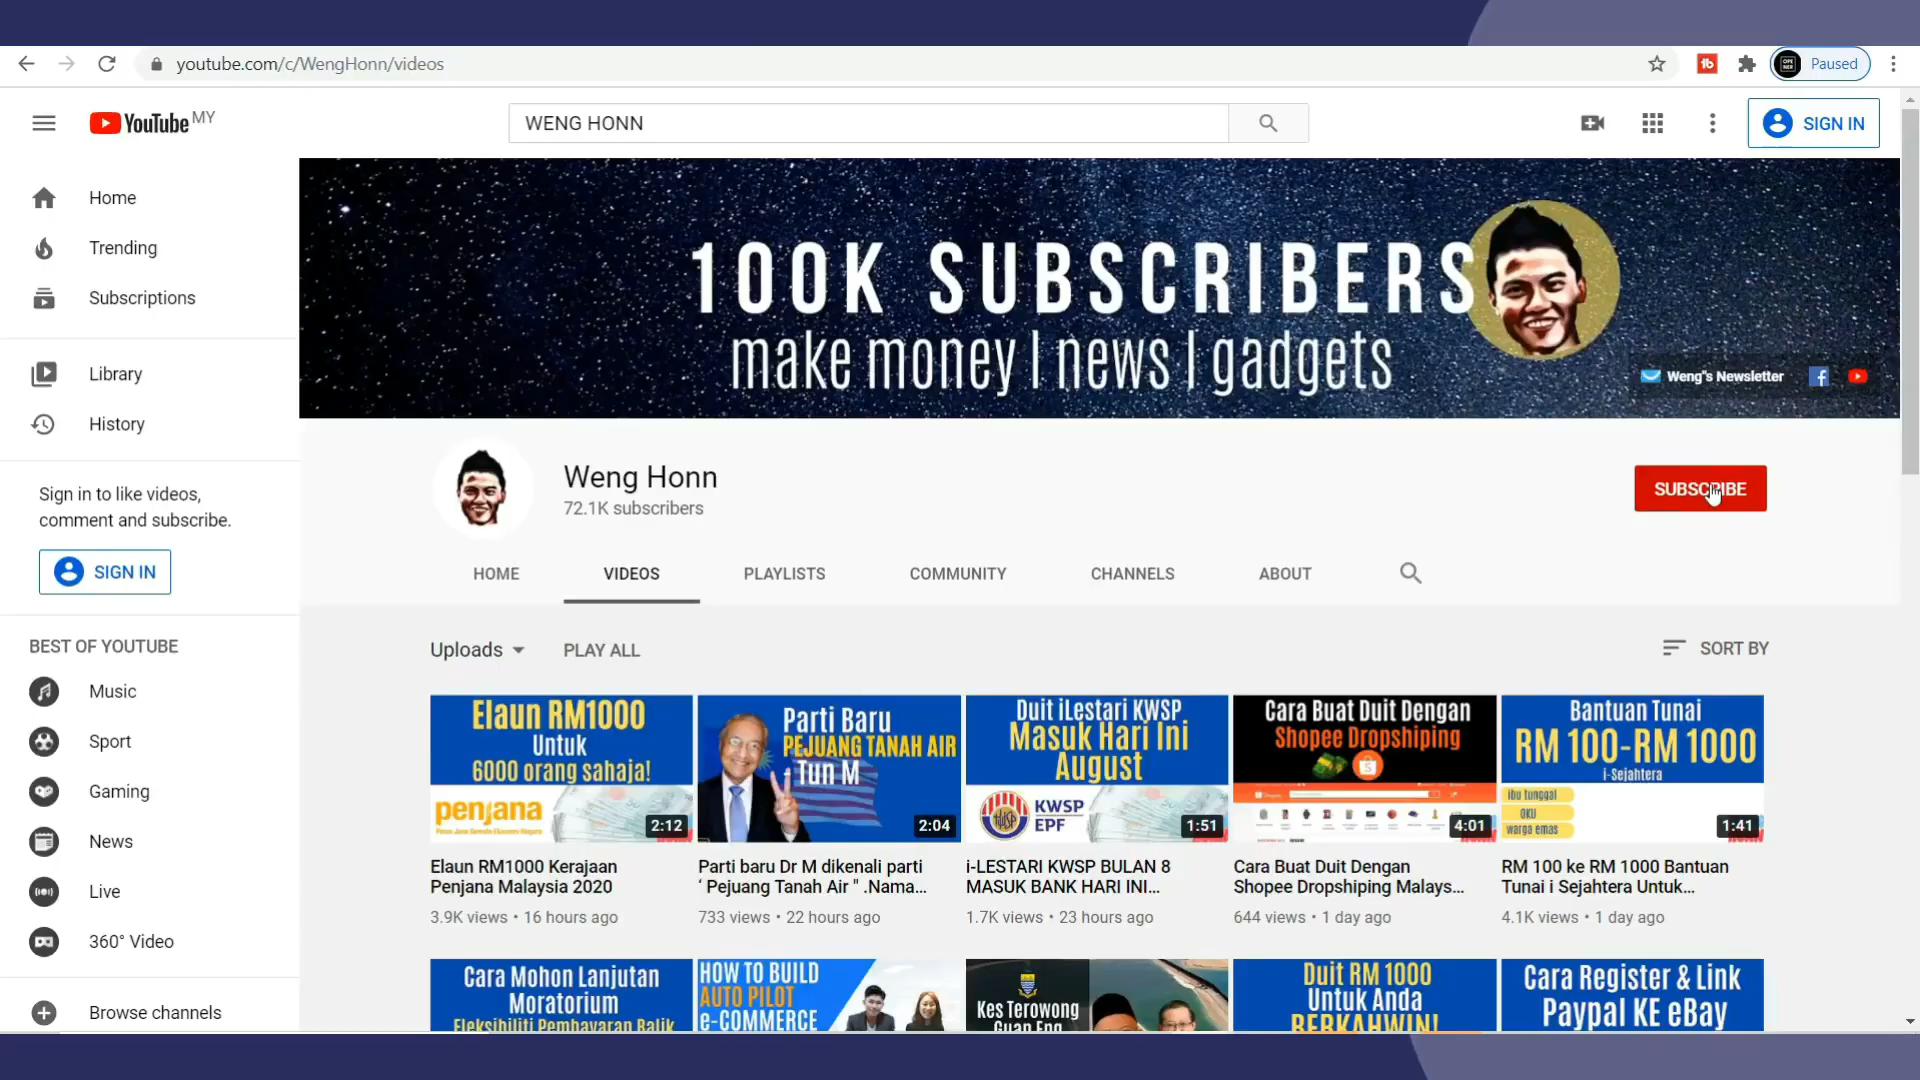 youtube.com/c/WengHonn/videos
Paused
YouTube MY
WENG HONN
SIGN IN
Home
Trending
Subscriptions
Library
History
Sign in to like videos,
comment and subscribe.
SIGN IN
BEST OF YOUTUBE
Music
Sport
Gaming
News
Live
360° Video
Browse channels
100K SUBSCRIBERS
make money | news | gadgets
Weng"s Newsletter
Weng Honn
72.1K subscribers
SUBSCRIBE
HOME
VIDEOS
PLAYLISTS
COMMUNITY
CHANNELS
ABOUT
Uploads
PLAY ALL
SORT BY
Elaun RM1000
Untuk
6000 orang sahaja!
penjana
2:12
Elaun RM1000 Kerajaan
Penjana Malaysia 2020
3.9K views • 16 hours ago
Parti Baru
PEJUANG TANAH AIR
Tun M
2:04
Parti baru Dr M dikenali parti
‘ Pejuang Tanah Air " .Nama...
733 views • 22 hours ago
Duit iLestari KWSP
Masuk Hari Ini
August
KWSP
EPF
1:51
i-LESTARI KWSP BULAN 8
MASUK BANK HARI INI...
1.7K views • 23 hours ago
Cara Buat Duit Dengan
Shopee Dropshiping
4:01
Cara Buat Duit Dengan
Shopee Dropshiping Malays...
644 views • 1 day ago
Bantuan Tunai
RM 100-RM 1000
i-Sejahtera
ibu tunggal
OKU
warga emas
1:41
RM 100 ke RM 1000 Bantuan
Tunai i Sejahtera Untuk...
4.1K views • 1 day ago
Cara Mohon Lanjutan
Moratorium
Fleksibiliti Pembayaran Balik
HOW TO BUILD
AUTO PILOT
e-COMMERCE
Kes Terowong
Guan Eng
Duit RM 1000
Untuk Anda
BERKAHWIN!
Cara Register & Link
Paypal KE eBay